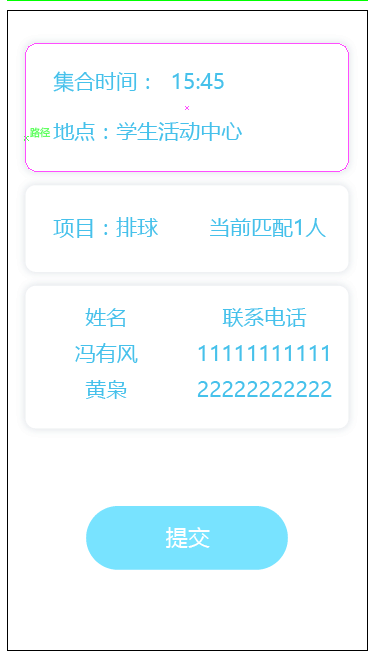 集合时间： 15:45
路径
地点：学生活动中心
项目：排球 当前匹配1人
姓名 联系电话
冯有风 11111111111
黄枭 22222222222
提交